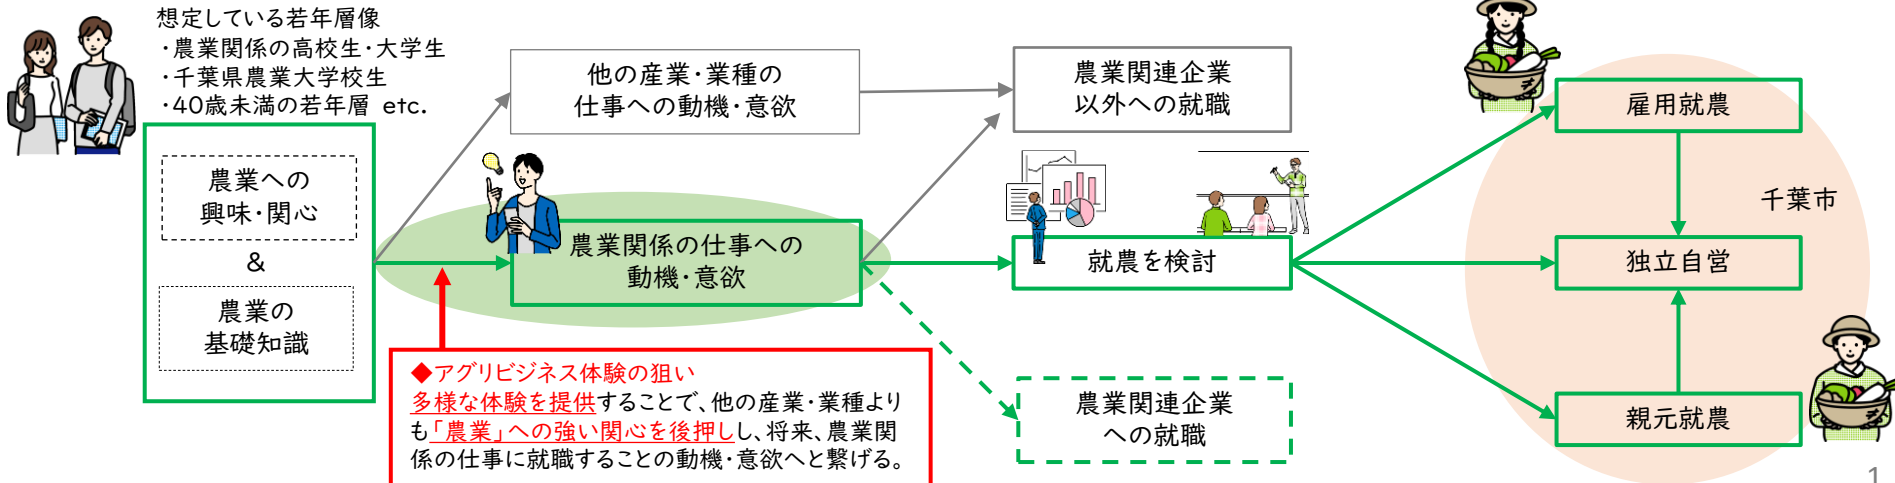 想定している若年層像
・農業関係の高校生・大学生
・千葉県農業大学校生
・40歳未満の若年層 etc.
農業への
興味・関心
&
農業の
基礎知識
他の産業・業種の
仕事への動機・意欲
農業関係の仕事への
動機・意欲
◆アグリビジネス体験の狙い
多様な体験を提供することで、他の産業・業種より
も「農業」への強い関心を後押しし、将来、農業関
係の仕事に就職することの動機・意欲へと繋げる。
農業関連企業
以外への就職
就農を検討
農業関連企業
への就職
雇用就農
千葉市
独立自営
親元就農
1